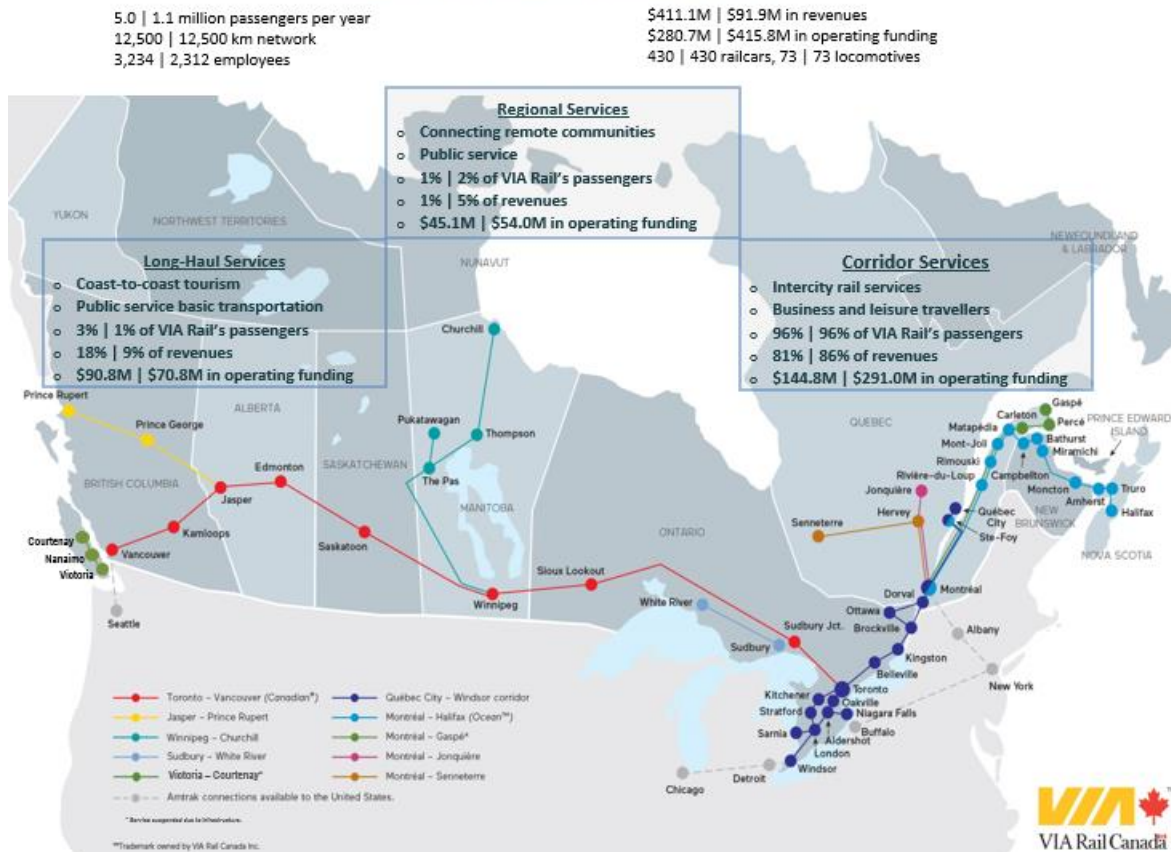 5.0 | 1.1 million passengers per year
12,500 | 12,500 km network
3,234 | 2,312 employees
$411.1M | $91.9M in revenues
$280.7M | $415.8M in operating funding
430 | 430 railcars, 73 | 73 locomotives
Regional Services
o Connecting remote communities
o Public service
o 1% | 2% of VIA Rail's passengers
o 1% | 5% of revenues
o $45.1M | $54.0M in operating funding
YUKON
NORTHWEST TERRITORIES
NUNAVUT
NEWFOUNDLAND
& LABRADOR
Long-Haul Services
o Coast-to-coast tourism
o Public service basic transportation
o 3% | 1% of VIA Rail's passengers
o 18% | 9% of revenues
o $90.8M | $70.8M in operating funding
Corridor Services
o Intercity rail services
o Business and leisure travellers
o 96% | 96% of VIA Rail's passengers
o 81% | 86% of revenues
o $144.8M | $291.0M in operating funding
Churchill
Prince Rupert
Prince George
ALBERTA
Edmonton
BRITISH COLUMBIA
Jasper
Kamloops
Courtenay
Nanaimo
Victoria
Vancouver
Seattle
SASKATCHEWAN
Saskatoon
Pukatawagan
Thompson
The Pas
MANITOBA
Winnipeg
Sioux Lookout
ONTARIO
White River
Sudbury
Sudbury Jct.
QUEBEC
Gaspé
Carleton
Percé
PRINCE EDWARD
ISLAND
Matapédia
Bathurst
Mont-Joli
Miramichi
Rimouski
Rivière-du-Loup
Campbellton
Jonquière
Moncton
Amherst
Truro
Halifax
Hervey
Québec
City
NEW
BRUNSWICK
Senneterre
Ste-Foy
NOVA SCOTIA
Dorval
Montréal
Ottawa
Brockville
Albany
Kingston
Belleville
New York
Toronto
Kitchener
Oakville
Stratford
Niagara Falls
Sarnia
Buffalo
Aldershot
London
Windsor
Detroit
Chicago
Toronto – Vancouver (Canadian®)
Jasper – Prince Rupert
Winnipeg – Churchill
Sudbury – White River
Victoria – Courtenay*
Amtrak connections available to the United States.
Québec City – Windsor corridor
Montréal – Halifax (Ocean™)
Montréal – Gaspé*
Montréal – Jonquière
Montréal – Senneterre
* Service suspended due to infrastructure.
™Trademark owned by VIA Rail Canada Inc.
VIA
VIA Rail Canada